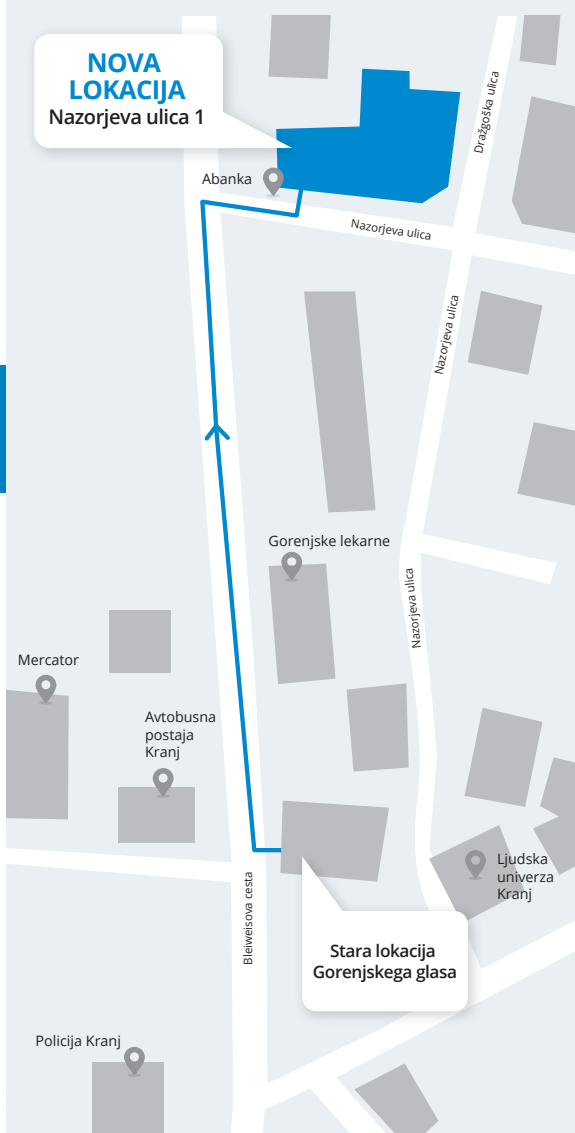 NOVA
LOKACIJA
Nazorjeva ulica 1
Dražgoška ulica
Abanka
Nazorjeva ulica
Nazorjeva ulica
Gorenjske lekarne
Nazorjeva ulica
Mercator
Avtobusna
postaja
Kranj
Ljudska
univerza
Kranj
Bleiweisova cesta
Stara lokacija
Gorenjskega glasa
Policija Kranj